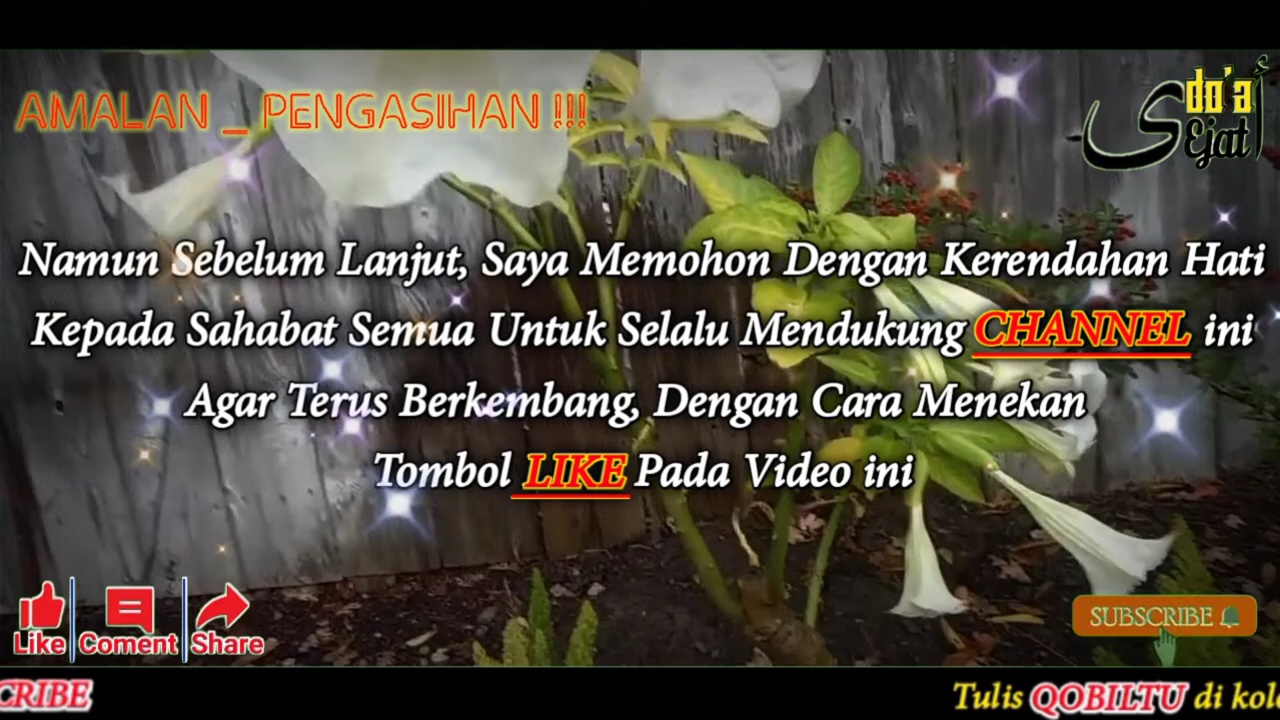 AMALAN _ PENGASIHAN !!!
do'a
Ejati
Namun Sebelum Lanjut, Saya Memohon Dengan Kerendahan Hati
Kepada Sahabat Semua Untuk Selalu Mendukung CHANNEL ini
Agar Terus Berkembang, Dengan Cara Menekan
Tombol LIKE Pada Video ini
Like Coment Share
SUBSCRIBE
CRIBE
Tulis QOBILTU di kol